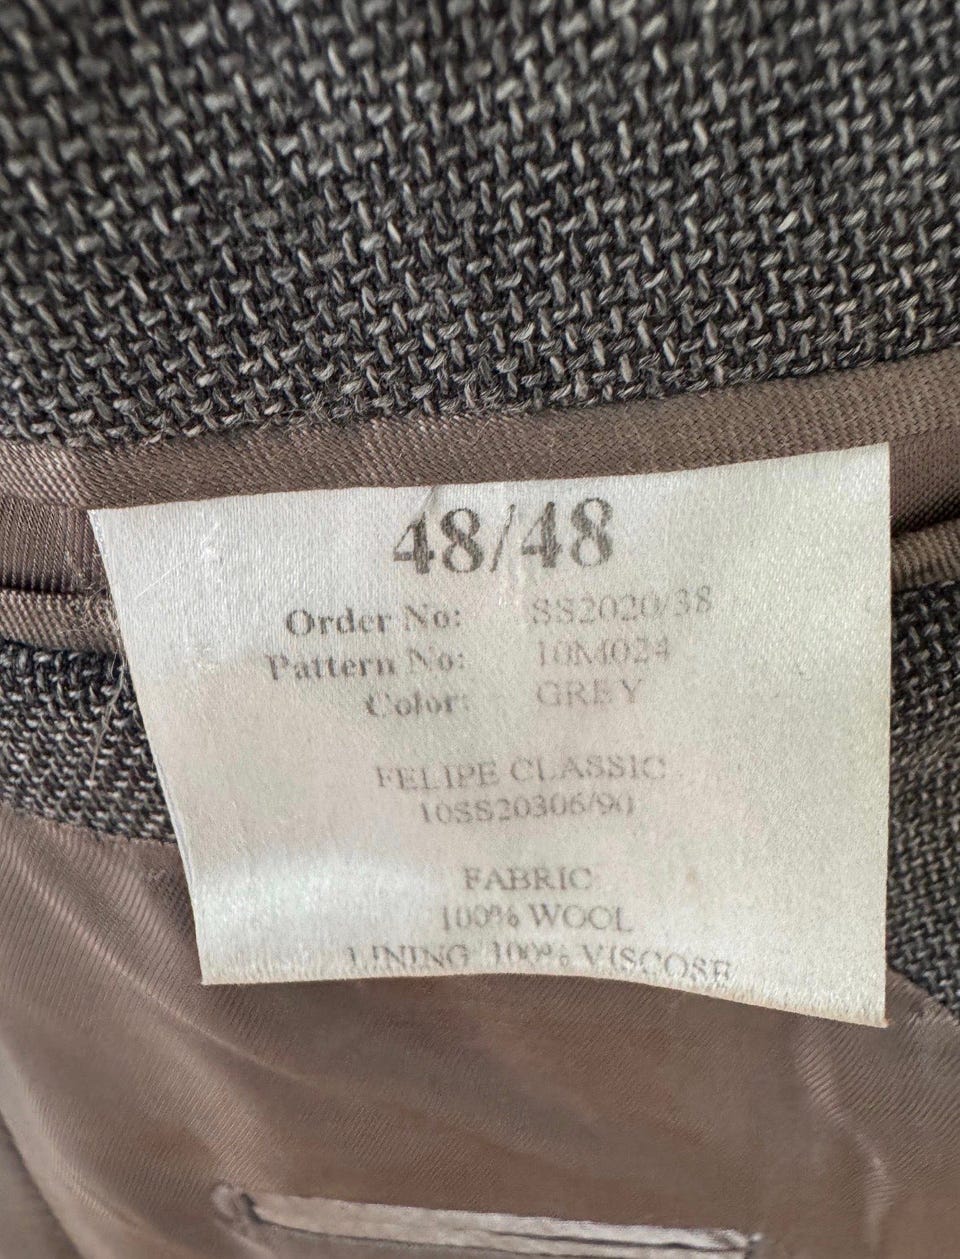 48/48
Order No: SS2020/38
Pattern No: 10M024
Color: GREY
FELIPE CLASSIC
10SS20306/90
FABRIC
100% WOOL
LINING 100% VISCOSE